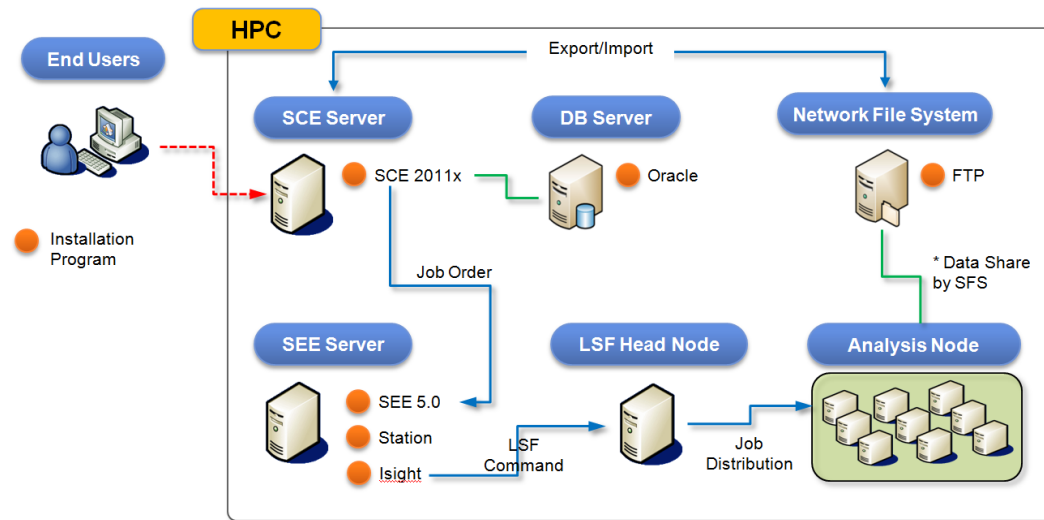 HPC
End Users
Export/Import
SCE Server
DB Server
Network File System
SCE 2011x
Oracle
FTP
Installation
Program
Job Order
* Data Share
by SFS
SEE Server
LSF Head Node
Analysis Node
SEE 5.0
Station
Isight
LSF
Command
Job
Distribution